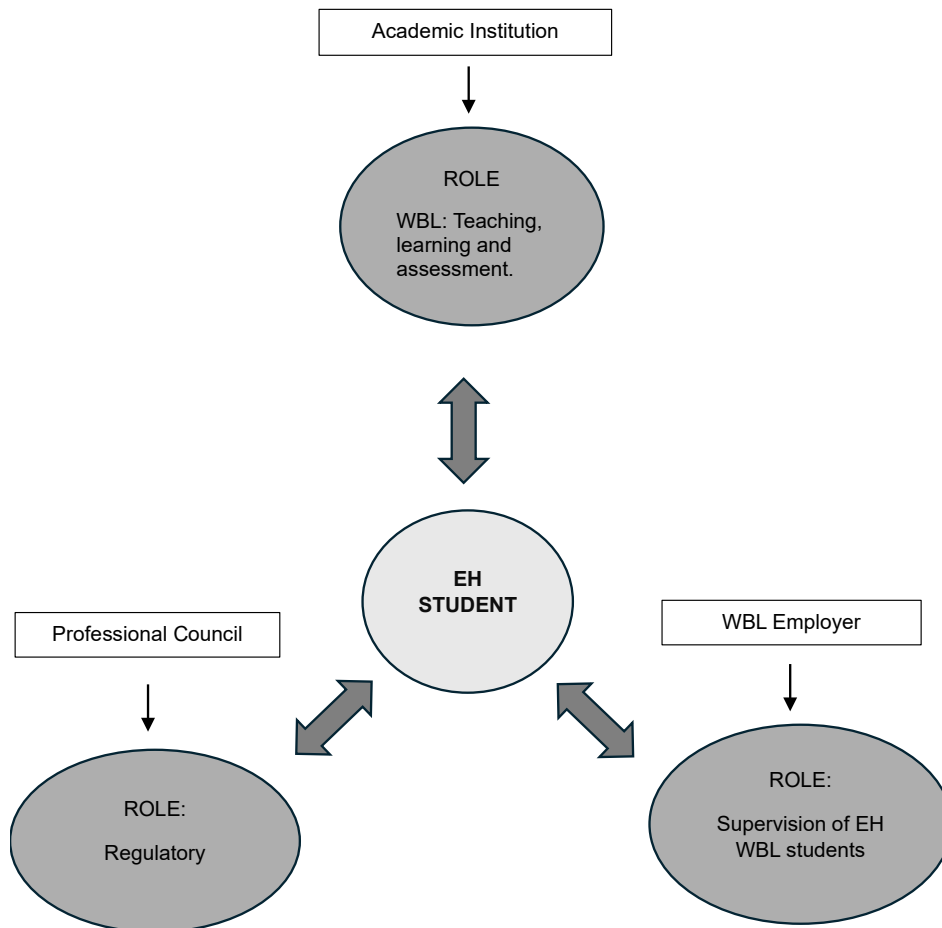 Academic Institution
ROLE
WBL: Teaching,
learning and
assessment.
EH
STUDENT
Professional Council
ROLE:
Regulatory
WBL Employer
ROLE:
Supervision of EH
WBL students